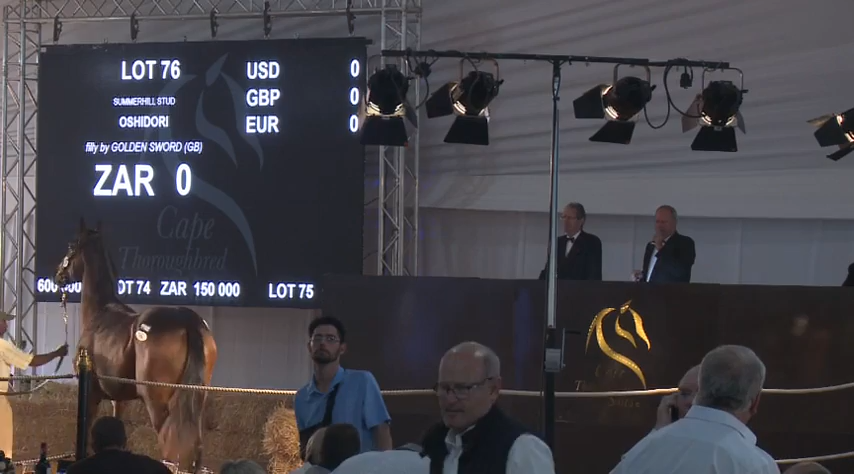 LOT 76
USD 0
SUMMERHILL STUD
GBP 0
OSHIDORI
EUR 0
filly by GOLDEN SWORD (GB)
ZAR 0
Cape
Thoroughbred
LOT 74 ZAR 150 000 LOT 75
Cape